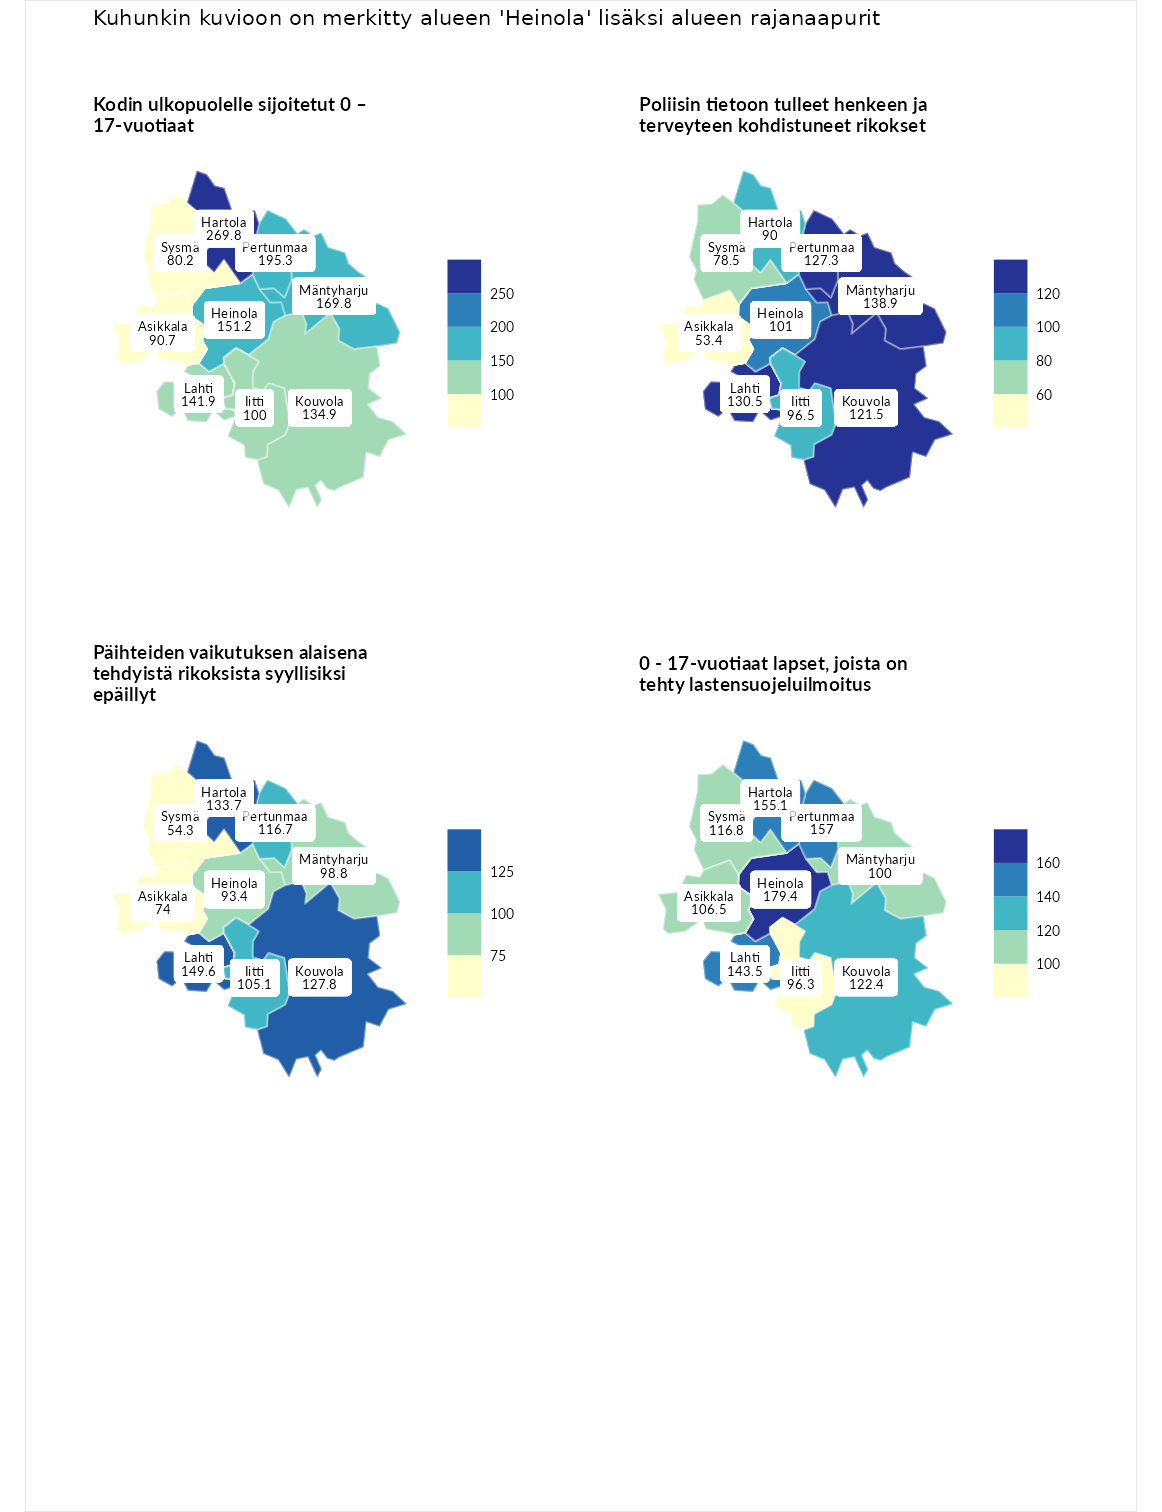 Kuhunkin kuvioon on merkitty alueen 'Heinola' lisäksi alueen rajanaapurit
Kodin ulkopuolelle sijoitetut 0 –
17-vuotiaat
Hartola
269.8
Sysmä
80.2
Pertunmaa
195.3
Mäntyharju
169.8
Heinola
151.2
Asikkala
90.7
Lahti
141.9
Iitti
100
Kouvola
134.9
250
200
150
100
Poliisin tietoon tulleet henkeen ja
terveyteen kohdistuneet rikokset
Hartola
90
Sysmä
78.5
Pertunmaa
127.3
Mäntyharju
138.9
Heinola
101
Asikkala
53.4
Lahti
130.5
Iitti
96.5
Kouvola
121.5
120
100
80
60
Päihteiden vaikutuksen alaisena
tehdyistä rikoksista syyllisiksi
epäillyt
Hartola
133.7
Sysmä
54.3
Pertunmaa
116.7
Mäntyharju
98.8
Heinola
93.4
Asikkala
74
Lahti
149.6
Iitti
105.1
Kouvola
127.8
125
100
75
0 - 17-vuotiaat lapset, joista on
tehty lastensuojeluilmoitus
Hartola
155.1
Sysmä
116.8
Pertunmaa
157
Mäntyharju
100
Heinola
179.4
Asikkala
106.5
Lahti
143.5
Iitti
96.3
Kouvola
122.4
160
140
120
100